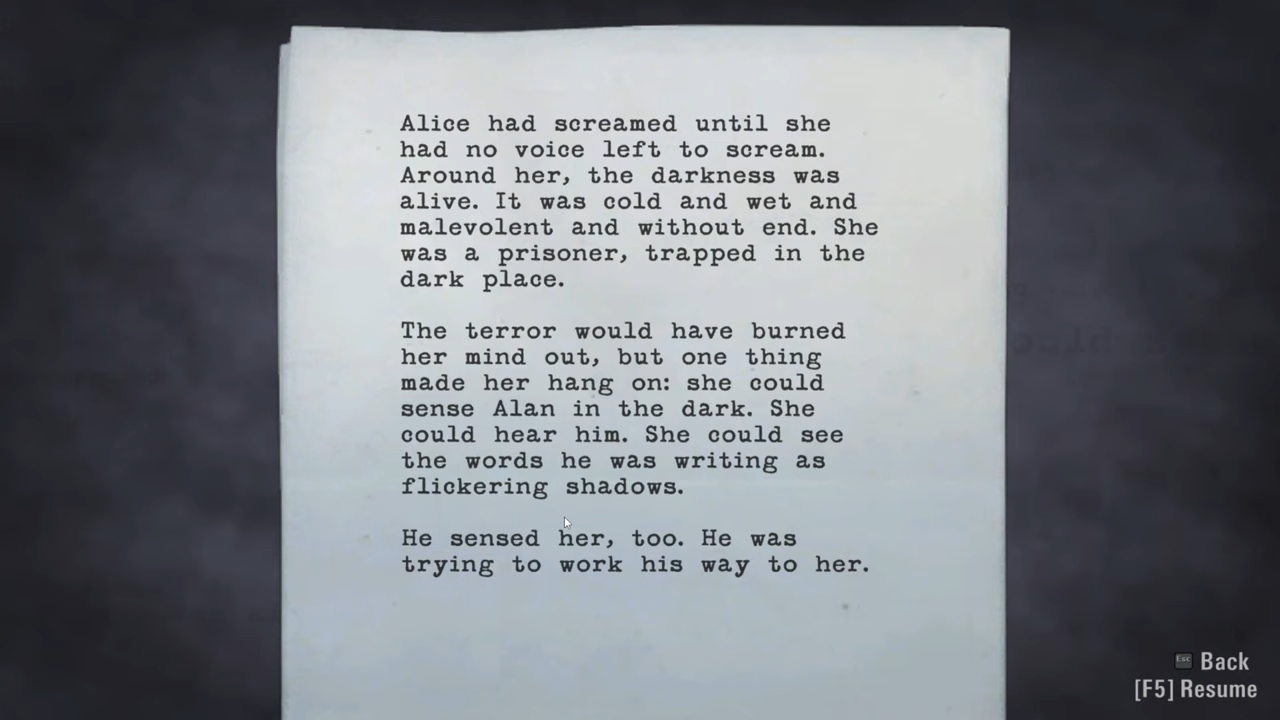 Alice had screamed until she
had no voice left to scream.
Around her, the darkness was
alive. It was cold and wet and
malevolent and without end. She
was a prisoner, trapped in the
dark place.
The terror would have burned
her mind out, but one thing
made her hang on: she could
sense Alan in the dark. She
could hear him. She could see
the words he was writing as
flickering shadows.
He sensed her, too. He was
trying to work his way to her.
Esc Back
[F5] Resume